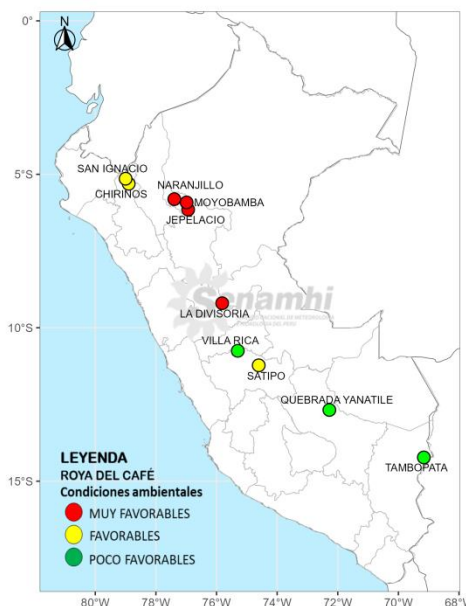 N
0°
SAN IGNACIO
CHIRINOS
NARANJILLO
MOYOBAMBA
JEPELACIO
5°S
Senamhi
LA DIVISORIA
10°S
VILLA RICA
SATIPO
QUEBRADA YANATILE
TAMBOPATA
LEYENDA
ROYA DEL CAFÉ
Condiciones ambientales
MUY FAVORABLES
FAVORABLES
POCO FAVORABLES
15°S
80°W 78°W 76°W 74°W 72°W 70°W 68°W